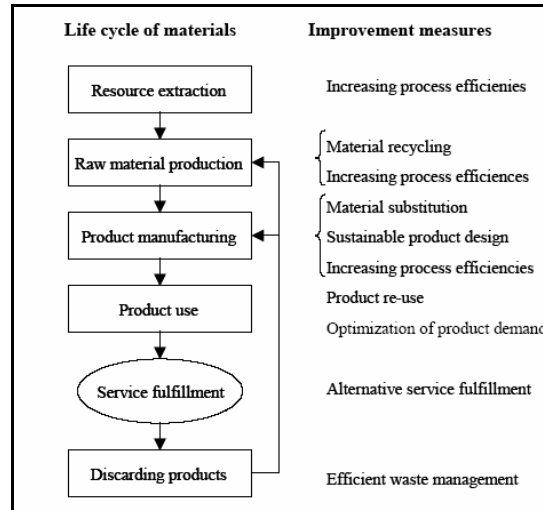 Life cycle of materials
Improvement measures
Resource extraction
Increasing process efficienies
Raw material production
Material recycling
Increasing process efficiences
Product manufacturing
Material substitution
Sustainable product design
Increasing process efficiencies
Product use
Product re-use
Optimization of product demand
Service fulfillment
Alternative service fulfillment
Discarding products
Efficient waste management